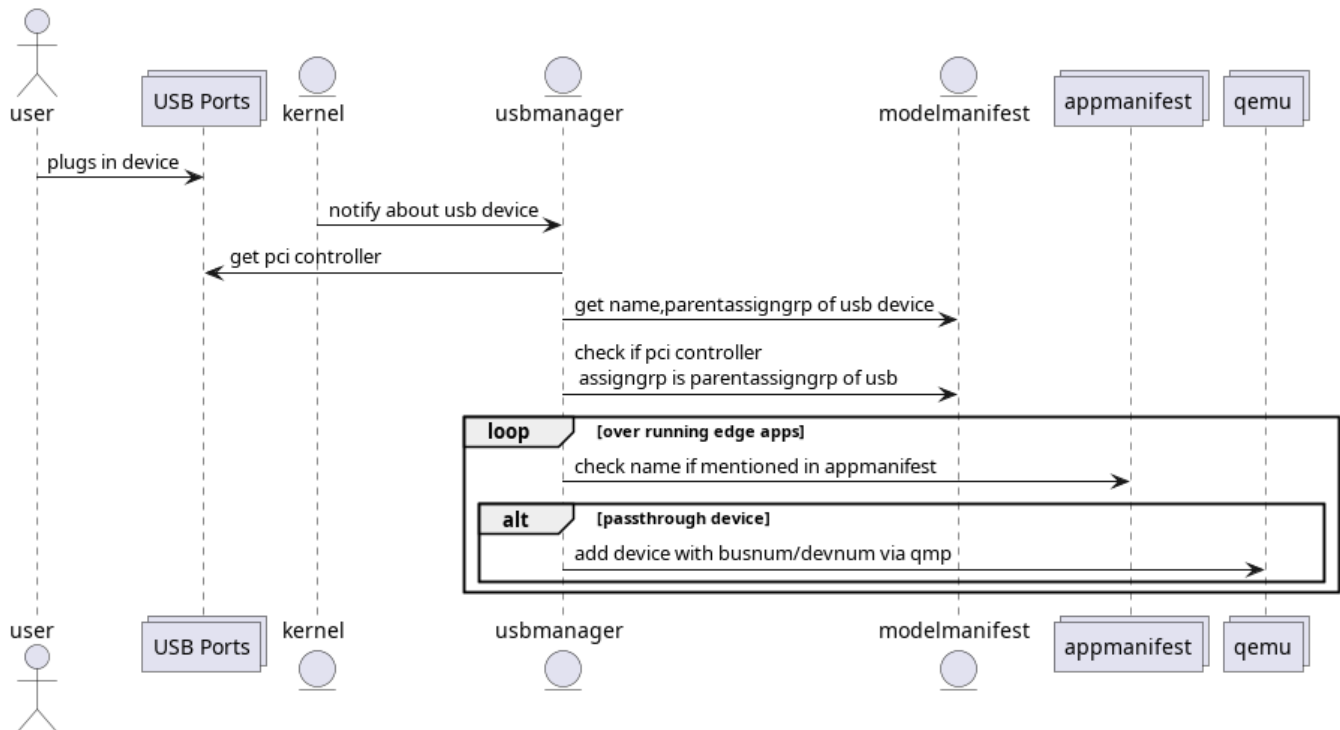 user
USB Ports
kernel
usbmanager
modelmanifest
appmanifest
qemu
plugs in device
notify about usb device
get pci controller
get name,parentassigngrp of usb device
check if pci controller
assigngrp is parentassigngrp of usb
loop
[over running edge apps]
check name if mentioned in appmanifest
alt
[passthrough device]
add device with busnum/devnum via qmp
user
USB Ports
kernel
usbmanager
modelmanifest
appmanifest
qemu